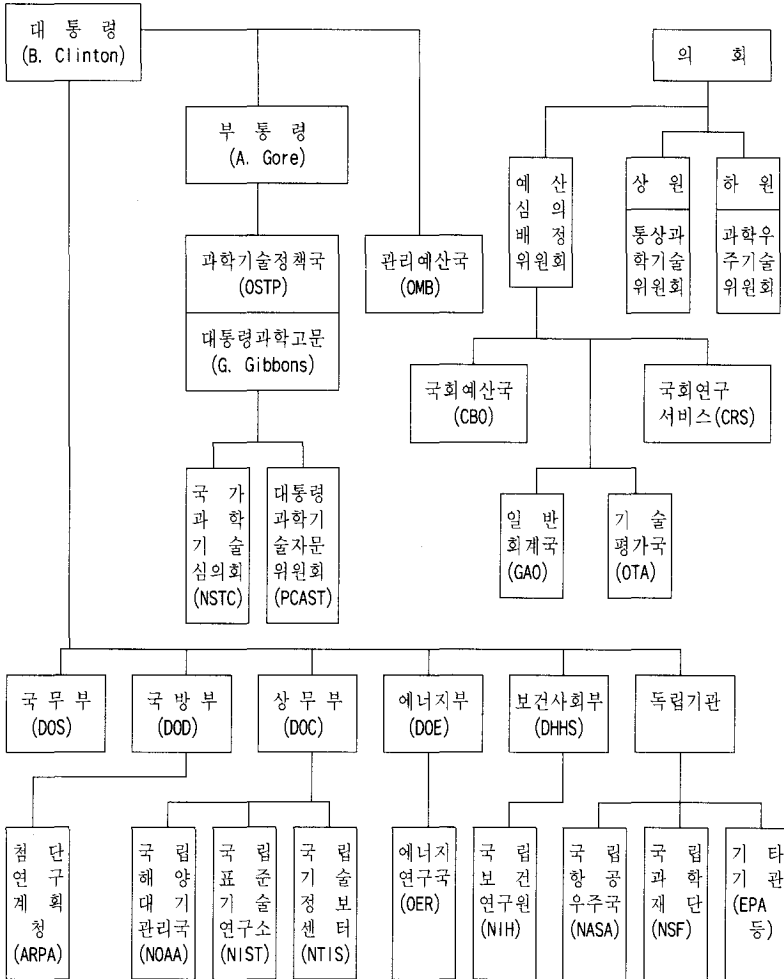 대 통 령
(B. Clinton)
의 회
부 통 령
(A. Gore)
예 산
심 의
배 정
위원회
상 원
통상과
학기술
위원회
하 원
과학우
주기술
위원회
과학기술정책국
(OSTP)
관리예산국
(OMB)
대통령과학고문
(G. Gibbons)
국회예산국
(CBO)
국회연구
서비스(CRS)
국 가
과 학
기 술
심의회
(NSTC)
대통령
과학기
술자문
위원회
(PCAST)
일 반
회계국
(GAO)
기 술
평가국
(OTA)
국 무 부
(DOS)
국 방 부
(DOD)
상 무 부
(DOC)
에너지부
(DOE)
보건사회부
(DHHS)
독립기관
첨 단
연 구
계 획
청
(ARPA)
국 립
해 양
대 기
관리국
(NOAA)
국 립
표 준
기 술
연구소
(NIST)
국 립
기 술
정 보
센 터
(NTIS)
에너지
연구국
(OER)
국 립
보 건
연구원
(NIH)
국 립
항 공
우주국
(NASA)
국 립
과 학
재 단
(NSF)
기 타
기 관
(EPA
등)